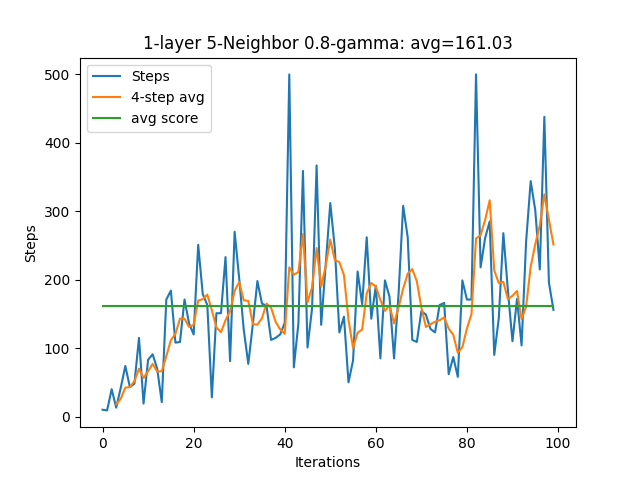 1-layer 5-Neighbor 0.8-gamma: avg=161.03
Steps
4-step avg
avg score
500
400
300
200
100
0
Steps
0 20 40 60 80 100
Iterations